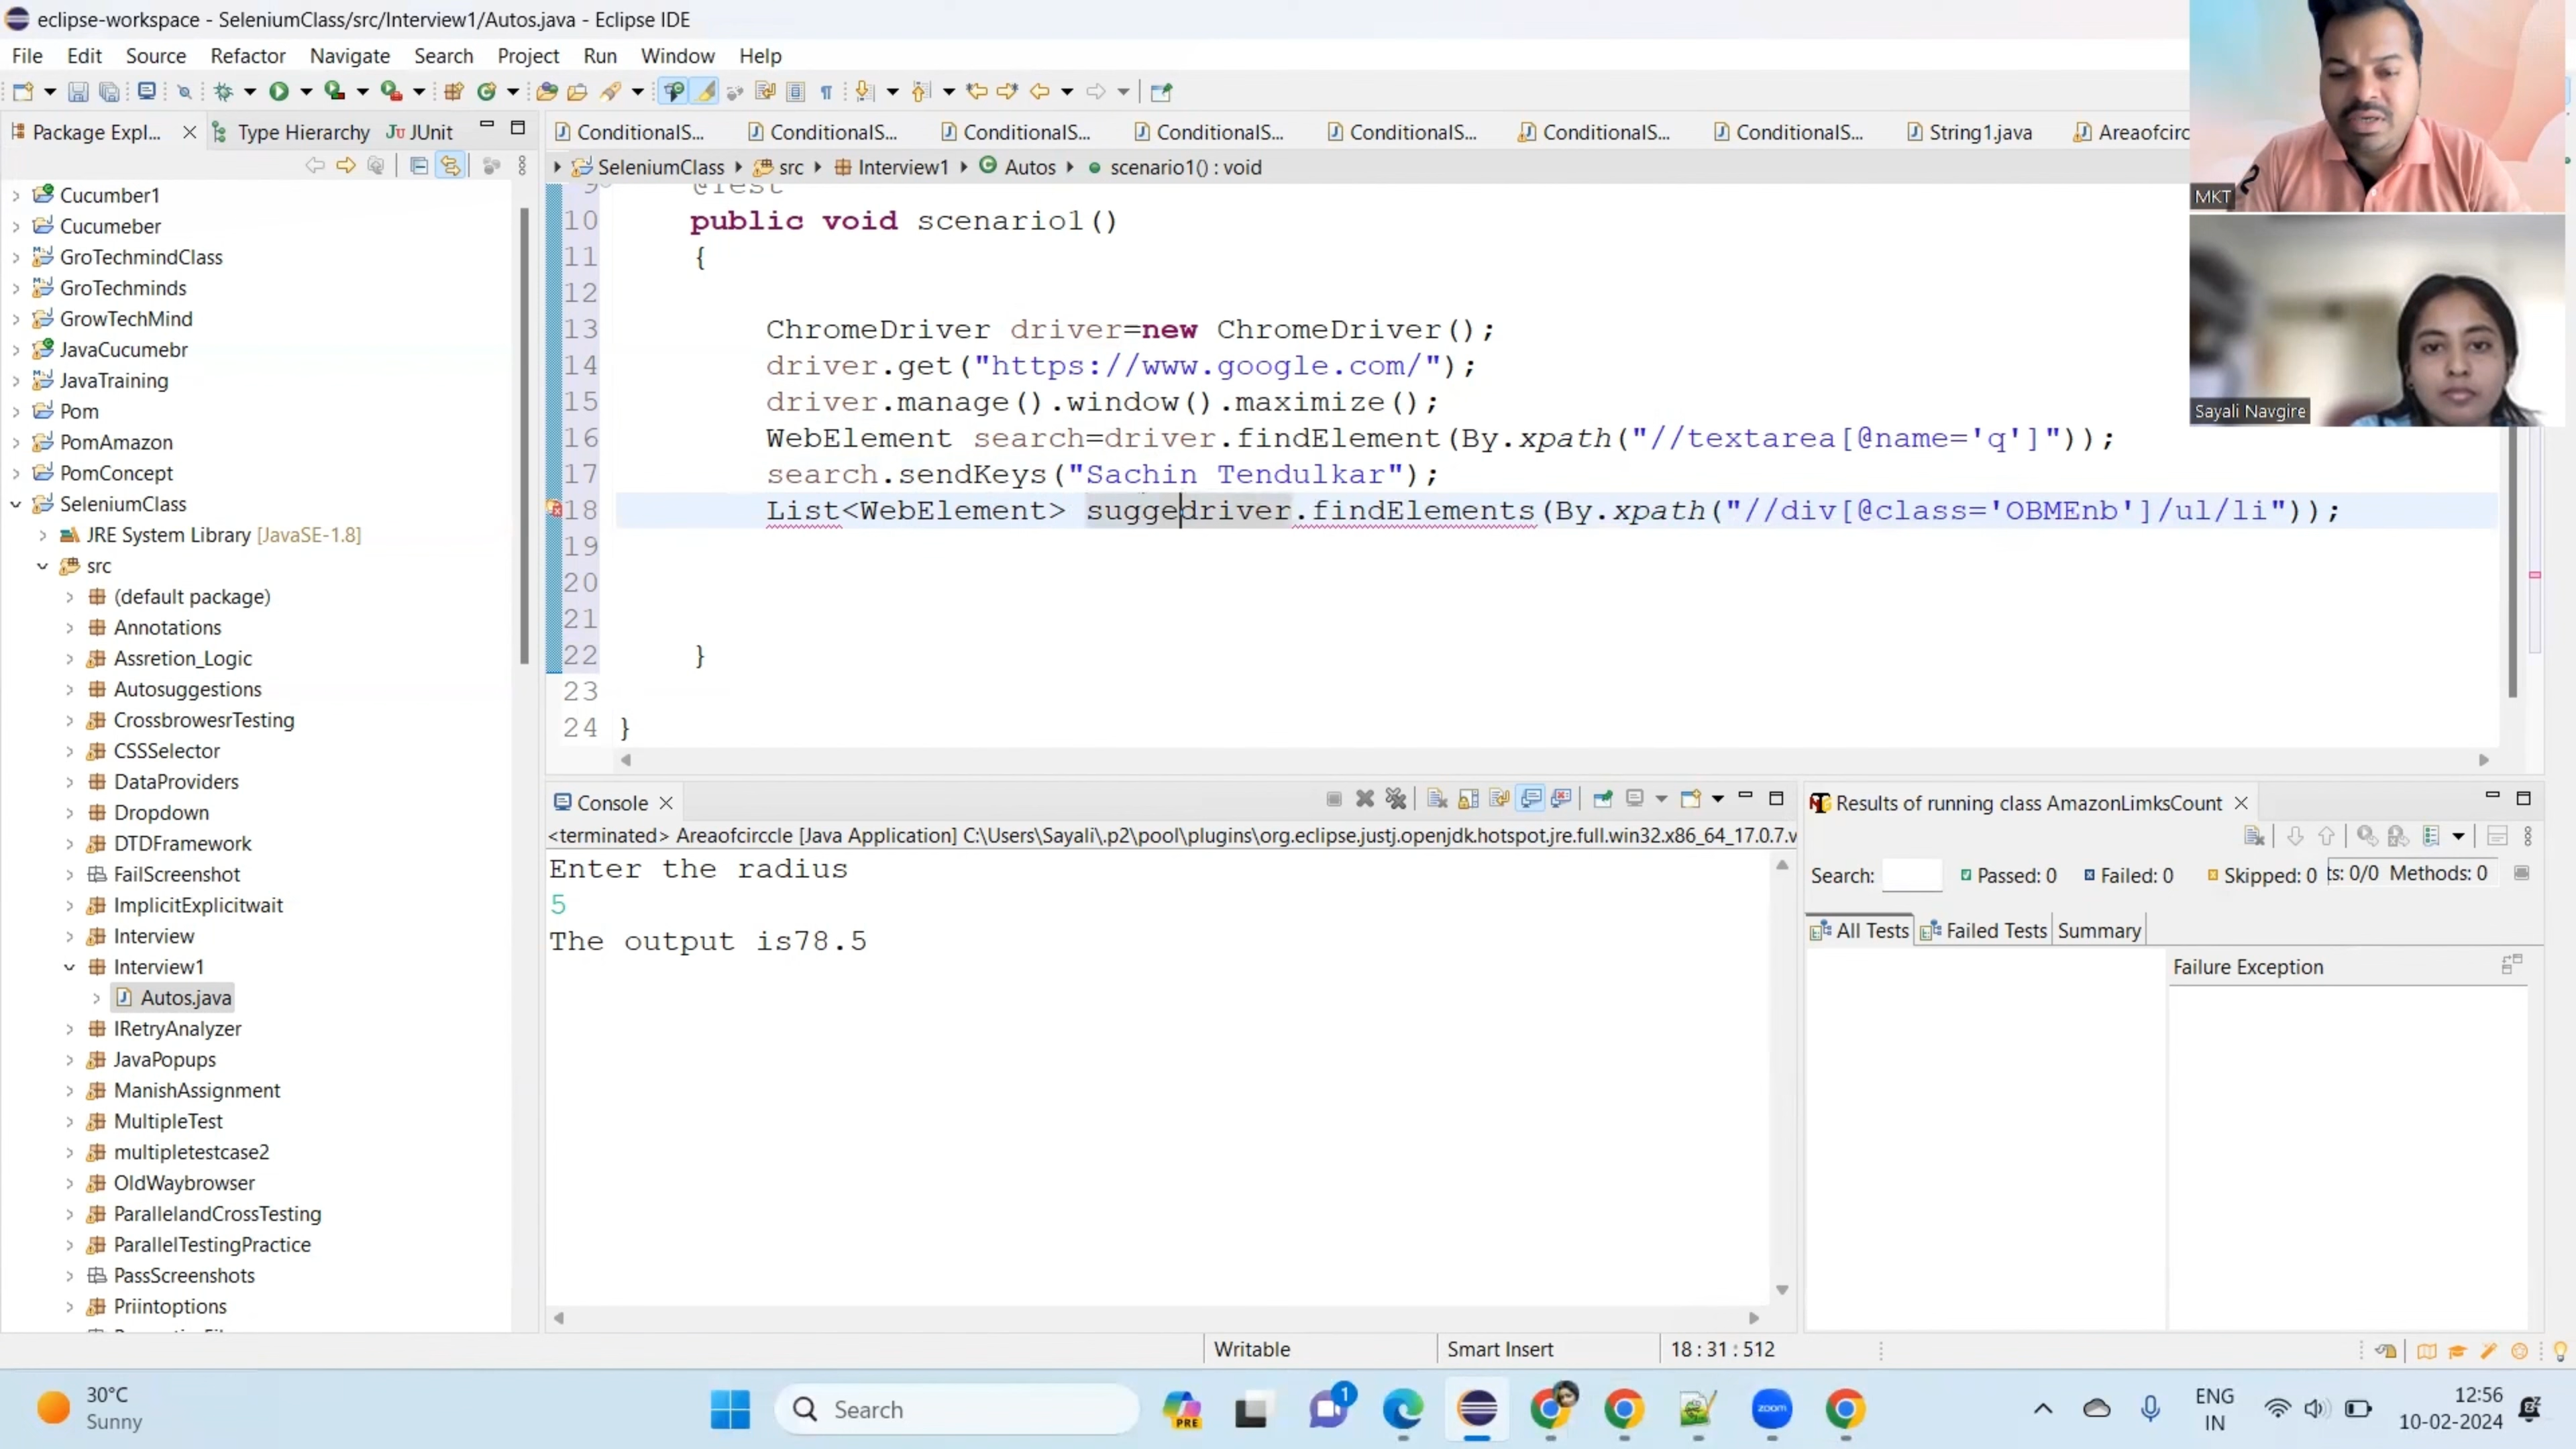 eclipse-workspace - SeleniumClass/src/Interview1/Autos.java - Eclipse IDE
File Edit Source Refactor Navigate Search Project Run Window Help
Package Expl... Type Hierarchy JUnit
ConditionalS... ConditionalS... ConditionalS... ConditionalS... ConditionalS... ConditionalS... ConditionalS... String1.java Areaofcirc
SeleniumClass src Interview1 Autos scenario1() : void
MKT
Sayali Navgire
Cucumber1
Cucumeber
GroTechmindClass
GroTechminds
GrowTechMind
JavaCucumebr
JavaTraining
Pom
PomAmazon
PomConcept
SeleniumClass
JRE System Library [JavaSE-1.8]
src
(default package)
Annotations
Assretion_Logic
Autosuggestions
CrossbrowesrTesting
CSSSelector
DataProviders
Dropdown
DTDFramework
FailScreenshot
ImplicitExplicitwait
Interview
Interview1
Autos.java
IRetryAnalyzer
JavaPopups
ManishAssignment
MultipleTest
multipletestcase2
OldWaybrowser
ParallelandCrossTesting
ParallelTestingPractice
PassScreenshots
Priintoptions
9 @Test
10 public void scenario1()
11 {
12
13 ChromeDriver driver=new ChromeDriver();
14 driver.get("https://www.google.com/");
15 driver.manage().window().maximize();
16 WebElement search=driver.findElement(By.xpath("//textarea[@name='q']"));
17 search.sendKeys("Sachin Tendulkar");
18 List<WebElement> suggedriver.findElements(By.xpath("//div[@class='OBMEnb']/ul/li"));
19
20
21
22 }
23
24 }
Console
<terminated> Areaofcirccle [Java Application] C:\Users\Sayali\.p2\pool\plugins\org.eclipse.justj.openjdk.hotspot.jre.full.win32.x86_64_17.0.7.v
Enter the radius
5
The output is78.5
Results of running class AmazonLimksCount
Search: Passed: 0 Failed: 0 Skipped: 0 ts: 0/0 Methods: 0
All Tests Failed Tests Summary
Failure Exception
Writable Smart Insert 18 : 31 : 512
30°C
Sunny
Search
PRE
1
zoom
ENG
IN
12:56
10-02-2024